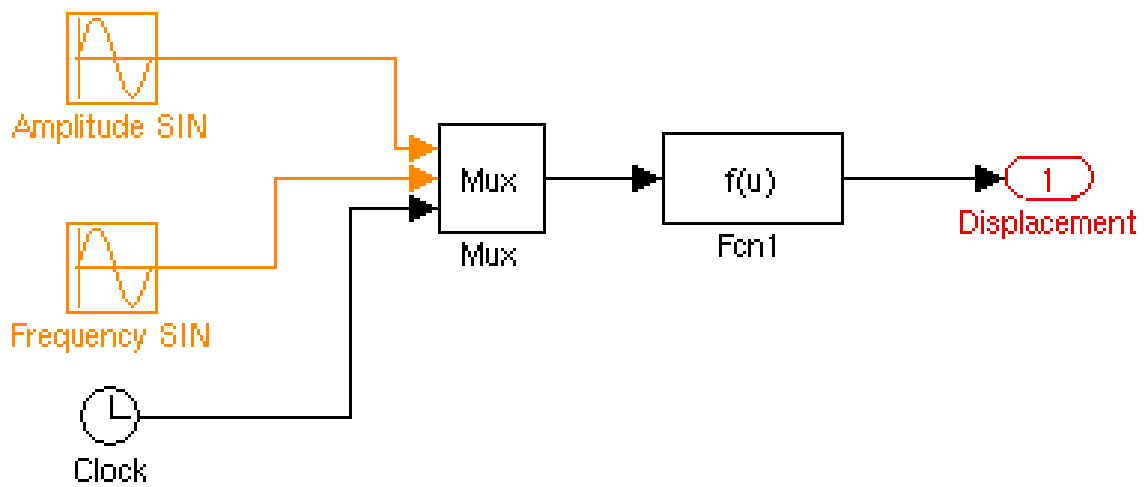 Amplitude SIN
Mux
Mux
f(u)
Fcn1
1
Displacement
Frequency SIN
Clock